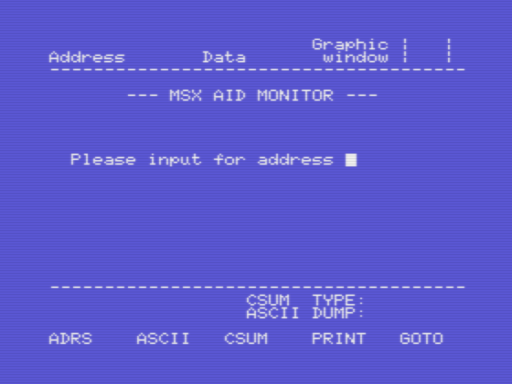 Graphic ¦ ¦
Address Data window ¦ ¦
---------------------------------------
--- MSX AID MONITOR ---
Please input for address
---------------------------------------
CSUM TYPE:
ASCII DUMP:
ADRS ASCII CSUM PRINT GOTO